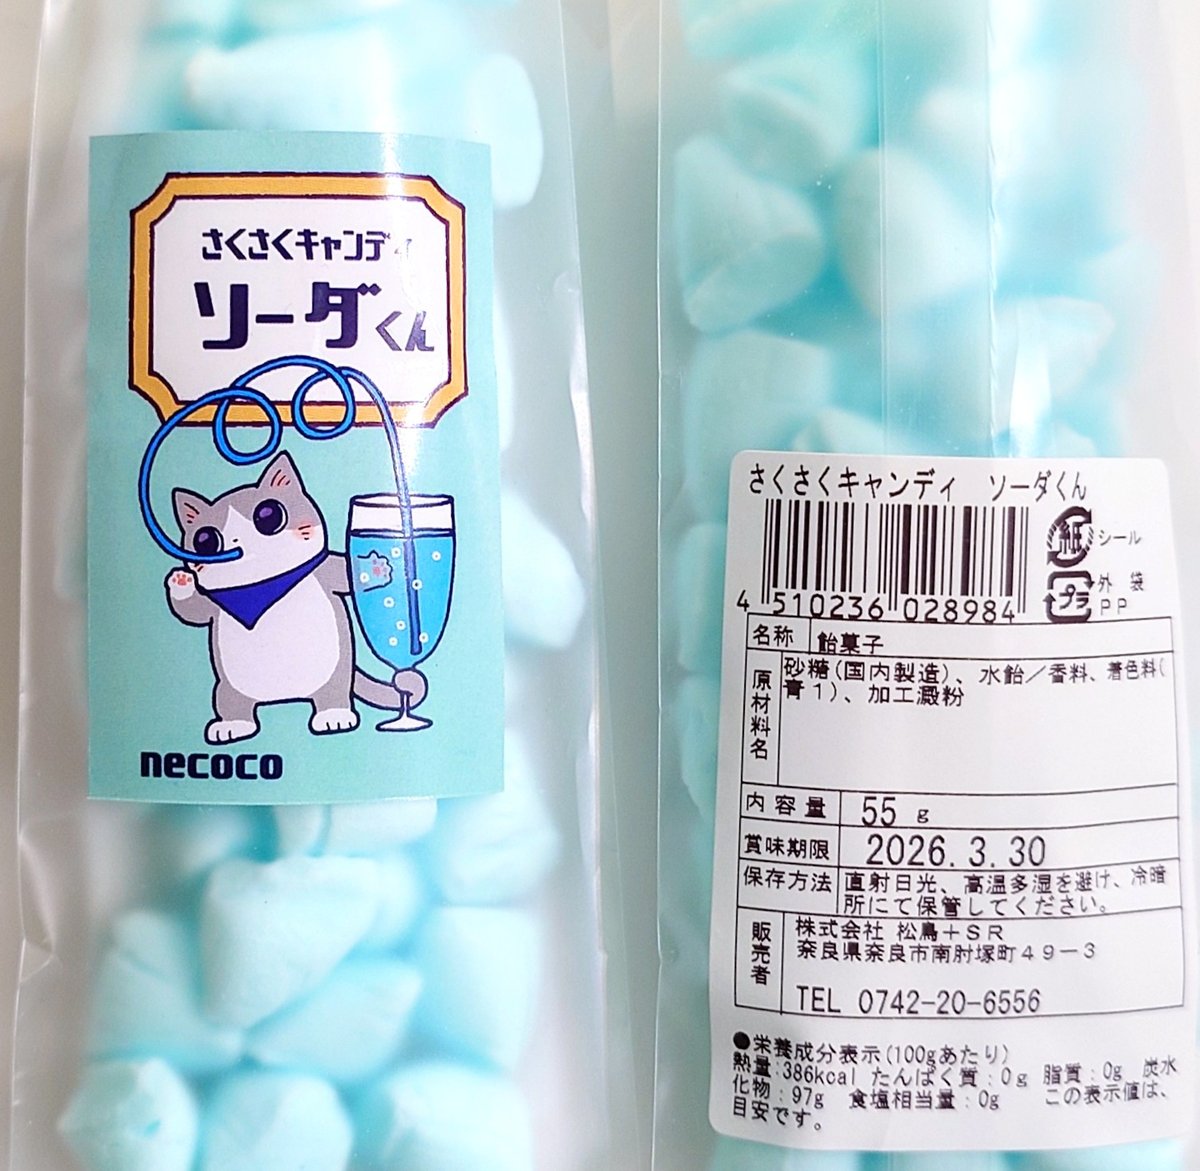 さくさくキャンディ
ソーダくん
necoco
さくさくキャンディ ソーダくん
4 510236 028984
紙 シール
プラ 外袋
PP
名称 飴菓子
原材料名 砂糖(国内製造)、水飴／香料、着色料(
青1)、加工澱粉
内容量 55 g
賞味期限 2026.3.30
保存方法 直射日光、高温多湿を避け、冷暗
所にて保管してください。
販売者 株式会社 松鳥+SR
奈良県奈良市南肘塚町49-3
TEL 0742-20-6556
●栄養成分表示(100gあたり)
熱量:386kcal たんぱく質:0g 脂質:0g 炭水
化物:97g 食塩相当量:0g この表示値は、
目安です。